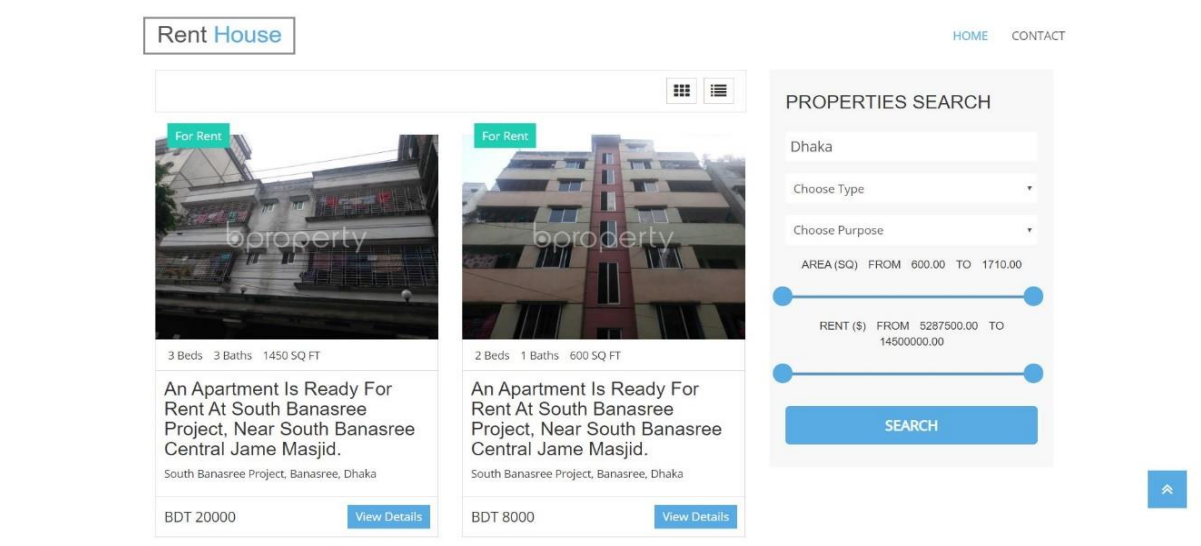 Rent House
HOME CONTACT
For Rent
bproperty
3 Beds 3 Baths 1450 SQ FT
An Apartment Is Ready For
Rent At South Banasree
Project, Near South Banasree
Central Jame Masjid.
South Banasree Project, Banasree, Dhaka
BDT 20000
View Details
For Rent
bproperty
2 Beds 1 Baths 600 SQ FT
An Apartment Is Ready For
Rent At South Banasree
Project, Near South Banasree
Central Jame Masjid.
South Banasree Project, Banasree, Dhaka
BDT 8000
View Details
PROPERTIES SEARCH
Dhaka
Choose Type
Choose Purpose
AREA (SQ) FROM 600.00 TO 1710.00
RENT ($) FROM 5287500.00 TO
14500000.00
SEARCH